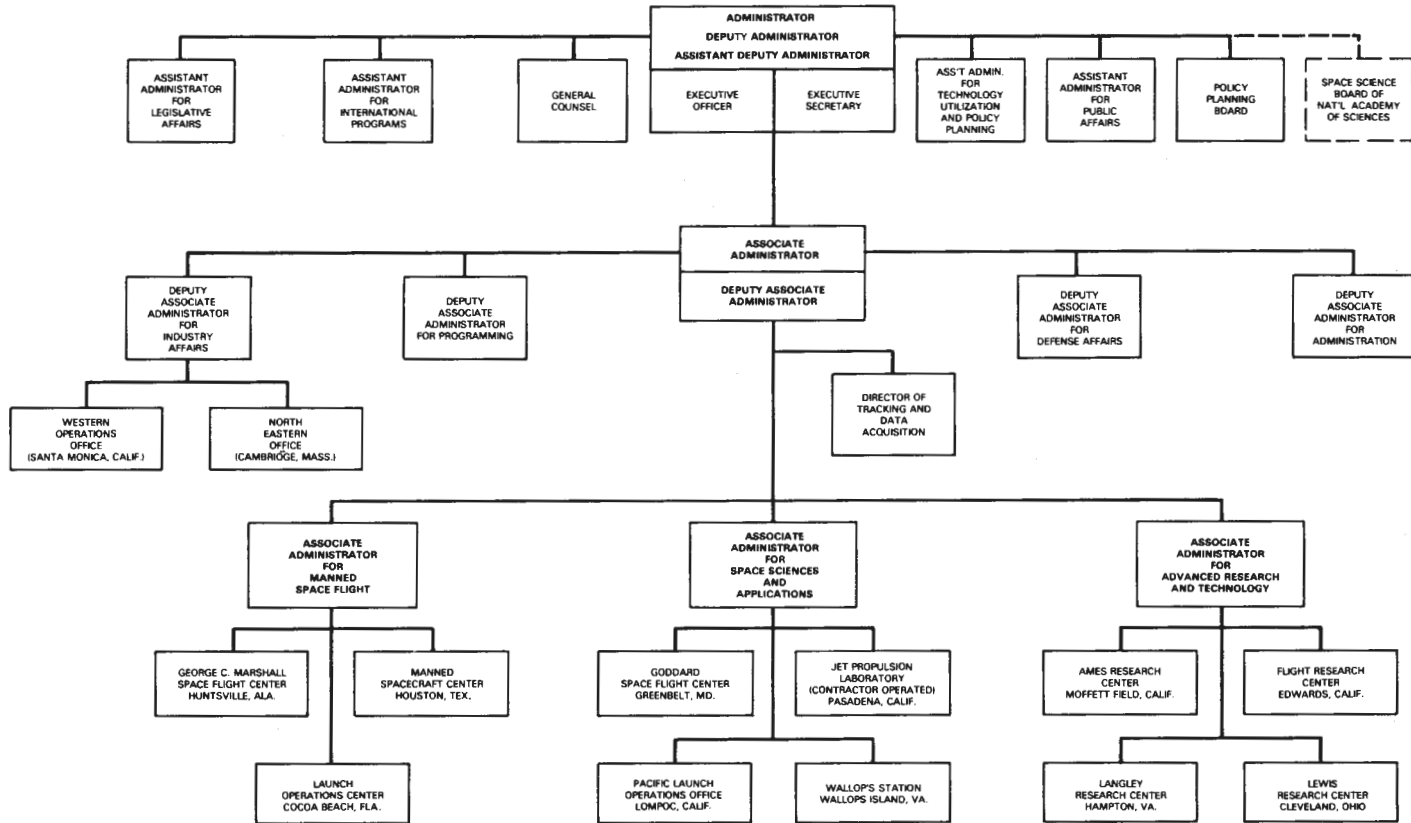 ADMINISTRATOR
DEPUTY ADMINISTRATOR
ASSISTANT DEPUTY ADMINISTRATOR
EXECUTIVE
OFFICER
EXECUTIVE
SECRETARY
ASSISTANT
ADMINISTRATOR
FOR
LEGISLATIVE
AFFAIRS
ASSISTANT
ADMINISTRATOR
FOR
INTERNATIONAL
PROGRAMS
GENERAL
COUNSEL
ASS'T ADMIN.
FOR
TECHNOLOGY
UTILIZATION
AND POLICY
PLANNING
ASSISTANT
ADMINISTRATOR
FOR
PUBLIC
AFFAIRS
POLICY
PLANNING
BOARD
SPACE SCIENCE
BOARD OF
NAT'L ACADEMY
OF SCIENCES
ASSOCIATE
ADMINISTRATOR
DEPUTY ASSOCIATE
ADMINISTRATOR
DEPUTY
ASSOCIATE
ADMINISTRATOR
FOR
INDUSTRY
AFFAIRS
DEPUTY
ASSOCIATE
ADMINISTRATOR
FOR PROGRAMMING
DEPUTY
ASSOCIATE
ADMINISTRATOR
FOR
DEFENSE AFFAIRS
DEPUTY
ASSOCIATE
ADMINISTRATOR
FOR
ADMINISTRATION
WESTERN
OPERATIONS
OFFICE
(SANTA MONICA, CALIF.)
NORTH
EASTERN
OFFICE
(CAMBRIDGE, MASS.)
DIRECTOR OF
TRACKING AND
DATA
ACQUISITION
ASSOCIATE
ADMINISTRATOR
FOR
MANNED
SPACE FLIGHT
ASSOCIATE
ADMINISTRATOR
FOR
SPACE SCIENCES
AND
APPLICATIONS
ASSOCIATE
ADMINISTRATOR
FOR
ADVANCED RESEARCH
AND TECHNOLOGY
GEORGE C. MARSHALL
SPACE FLIGHT CENTER
HUNTSVILLE, ALA.
MANNED
SPACECRAFT CENTER
HOUSTON, TEX.
GODDARD
SPACE FLIGHT CENTER
GREENBELT, MD.
JET PROPULSION
LABORATORY
(CONTRACTOR OPERATED)
PASADENA, CALIF.
AMES RESEARCH
CENTER
MOFFETT FIELD, CALIF.
FLIGHT RESEARCH
CENTER
EDWARDS, CALIF.
LAUNCH
OPERATIONS CENTER
COCOA BEACH, FLA.
PACIFIC LAUNCH
OPERATIONS OFFICE
LOMPOC, CALIF.
WALLOP'S STATION
WALLOPS ISLAND, VA.
LANGLEY
RESEARCH CENTER
HAMPTON, VA.
LEWIS
RESEARCH CENTER
CLEVELAND, OHIO